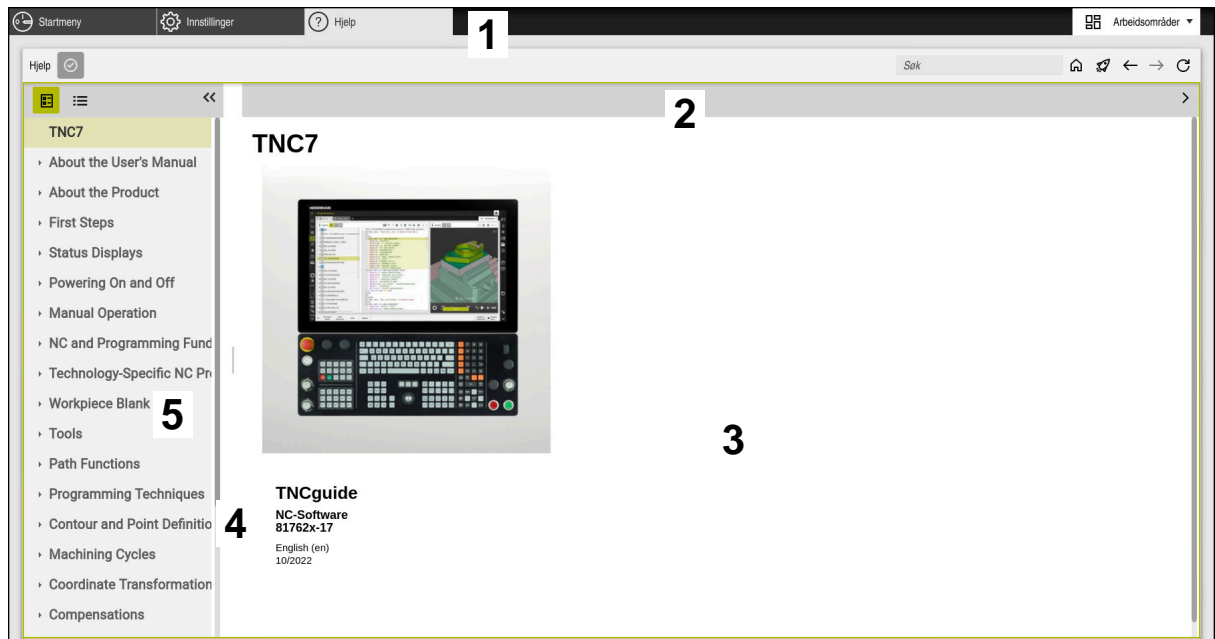 Startmeny
Innstillinger
Hjelp
1
Arbeidsområder
Hjelp
Søk
2
TNC7
About the User's Manual
About the Product
First Steps
Status Displays
Powering On and Off
Manual Operation
NC and Programming Fund
Technology-Specific NC Pr
Workpiece Blank
5
Tools
Path Functions
Programming Techniques
Contour and Point Definitio
Machining Cycles
Coordinate Transformation
Compensations
4
TNC7
3
TNCguide
NC-Software
81762x-17
English (en)
10/2022